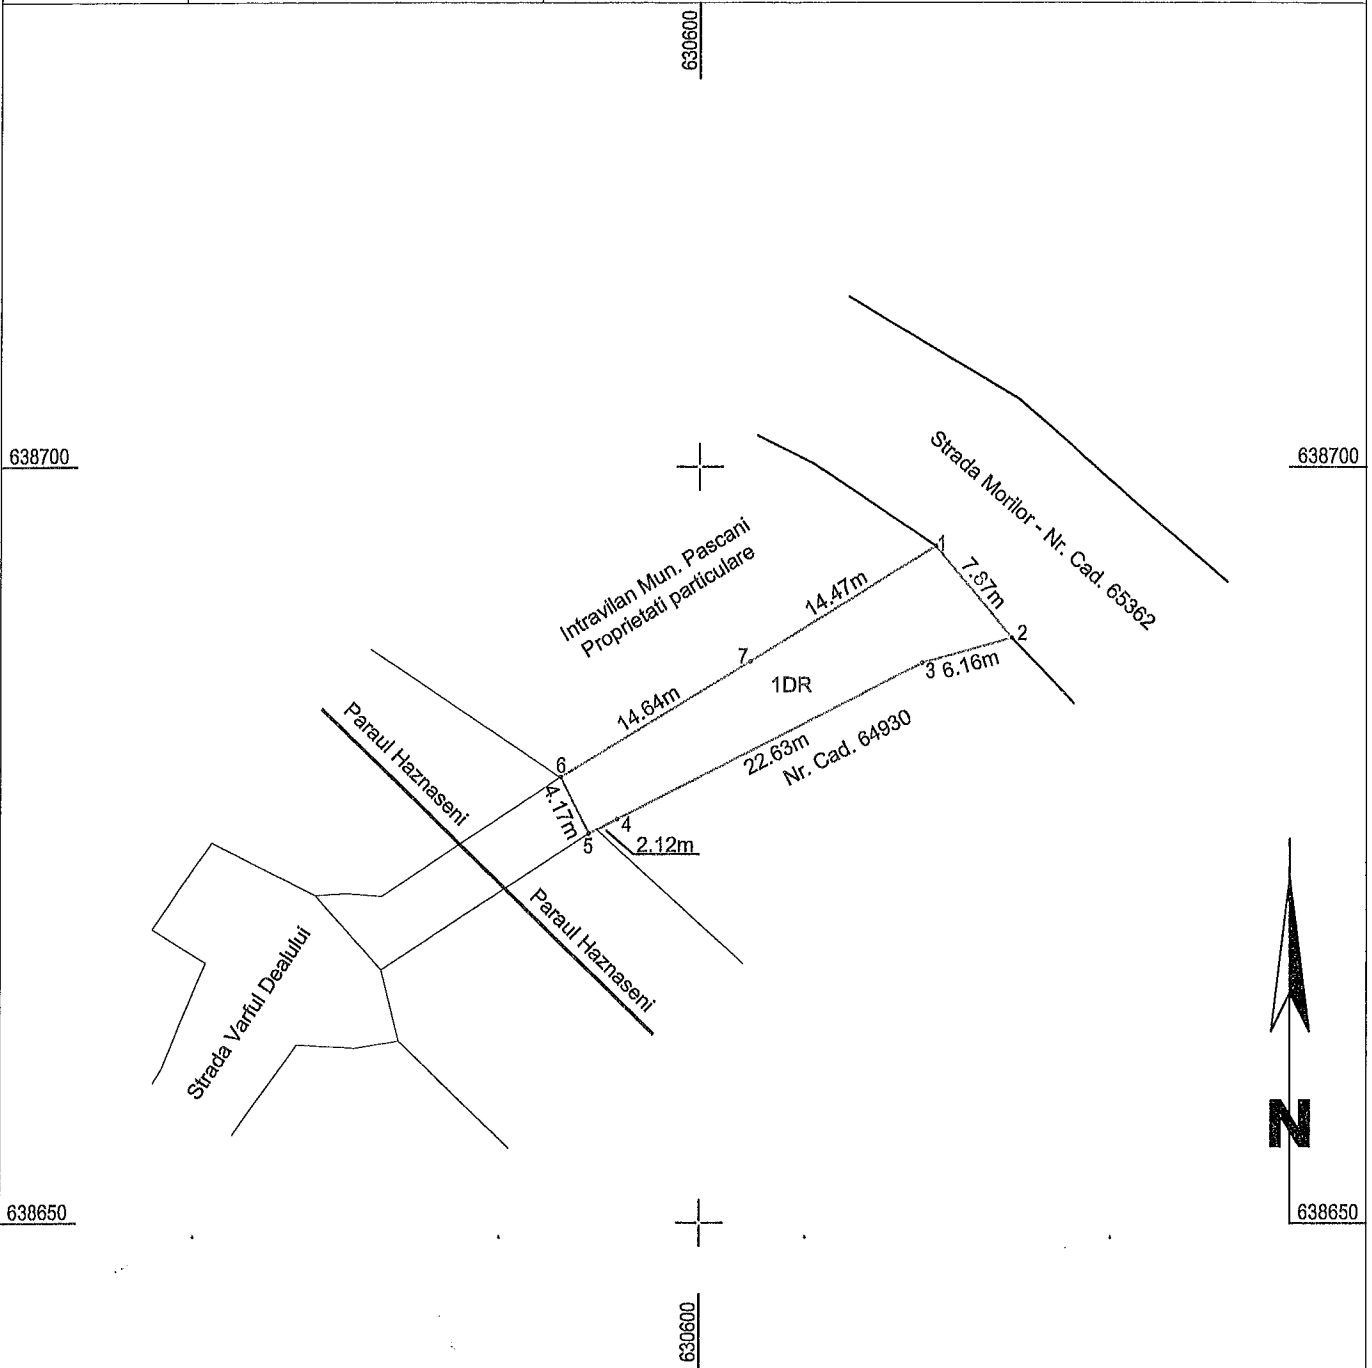 630600
638700
638700
Strada Morilor - Nr. Cad. 65362
Intravilan Mun. Pascani
Proprietati particulare
1
7.87m
14.47m
2
7
3
6.16m
1DR
14.64m
Nr. Cad. 64930
22.63m
Paraul Haznaseni
6
4.17m
4
5
2.12m
Paraul Haznaseni
Strada Varful Dealului
N
638650
638650
630600